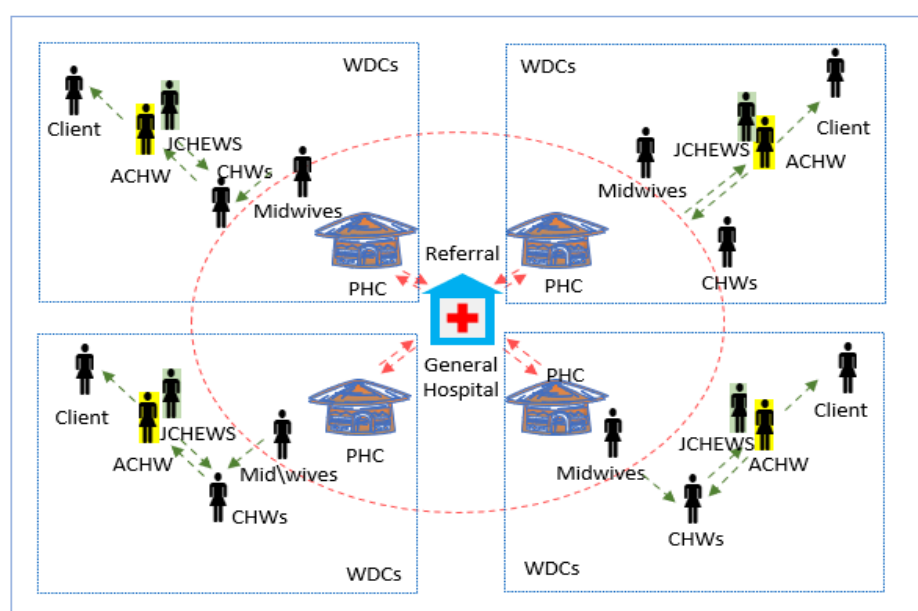 WDCs
Client
JCHEWS
ACHW
CHWs
Midwives
PHC
WDCs
Client
JCHEWS
ACHW
Midwives
CHWs
PHC
Referral
General
Hospital
Client
JCHEWS
ACHW
Mid\wives
CHWs
PHC
WDCs
PHC
Client
JCHEWS
ACHW
Midwives
CHWs
WDCs